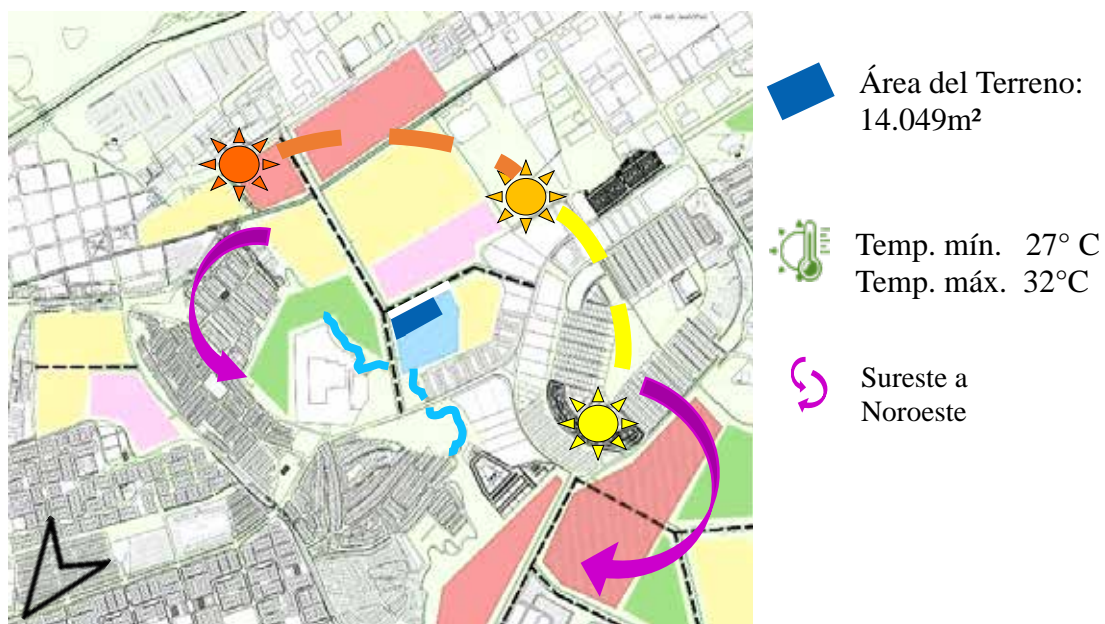 Área del Terreno:
14.049m²
Temp. mín. 27° C
Temp. máx. 32°C
Sureste a
Noroeste